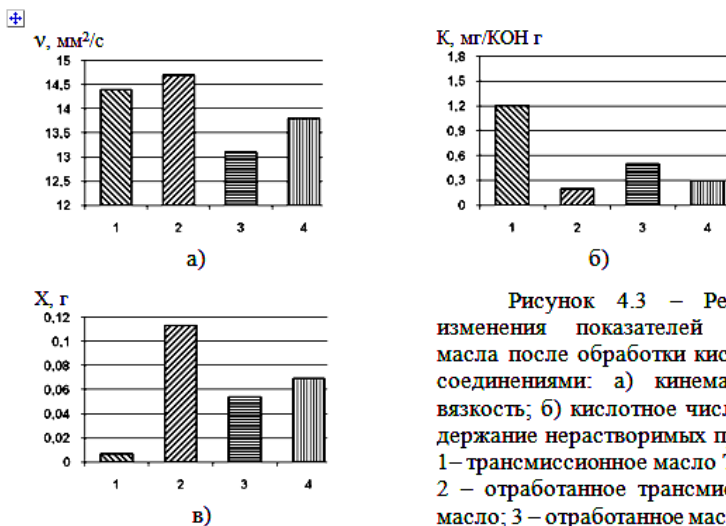 ν, мм²/с
15
14,5
14
13,5
13
12,5
12
1 2 3 4
а)
К, мг/КОН г
1,8
1,5
1,2
0,9
0,6
0,3
0
1 2 3 4
б)
Х, г
0,12
0,1
0,08
0,06
0,04
0,02
0
1 2 3 4
в)
Рисунок 4.3 – Ре
изменения показателей
масла после обработки кис
соединениями: а) кинема
вязкость; б) кислотное числ
держание нерастворимых п
1– трансмиссионное масло Т
2 – отработанное трансмис
масло; 3 – отработанное мас